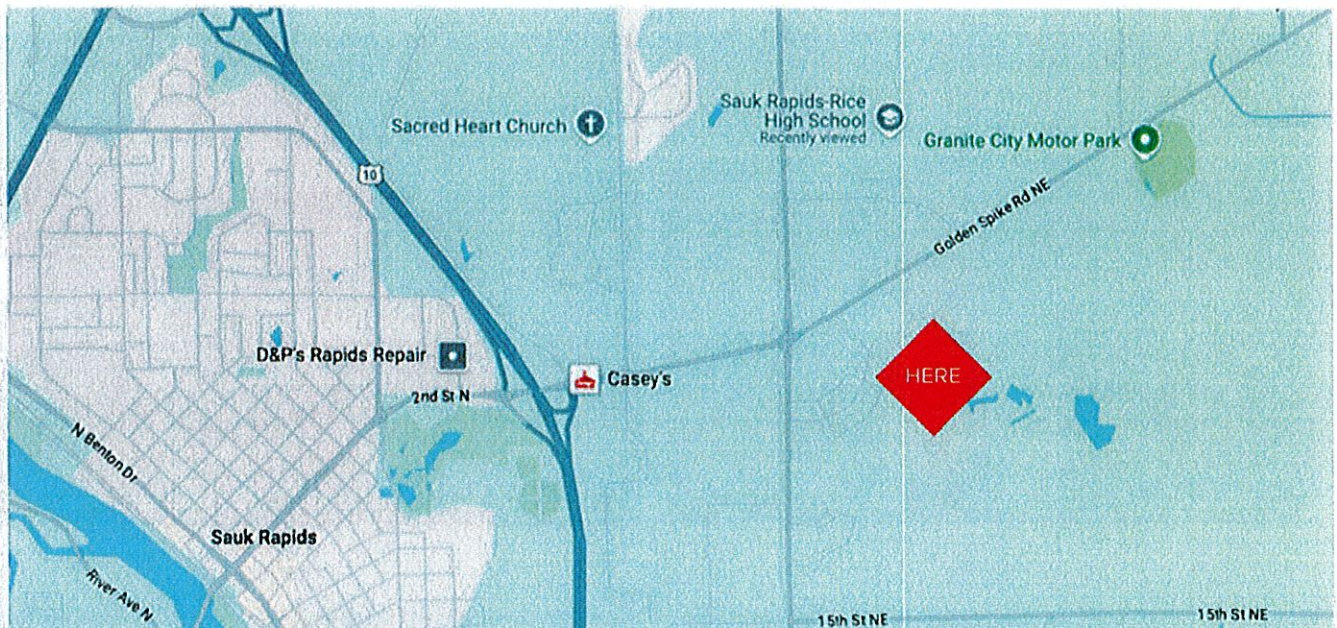 Sauk Rapids-Rice
High School
Recently viewed
Sacred Heart Church
Granite City Motor Park
10
Golden Spike Rd NE
D&P's Rapids Repair
Casey's
HERE
2nd St N
N Benton Dr
Sauk Rapids
River Ave N
15th St NE
15th St NE